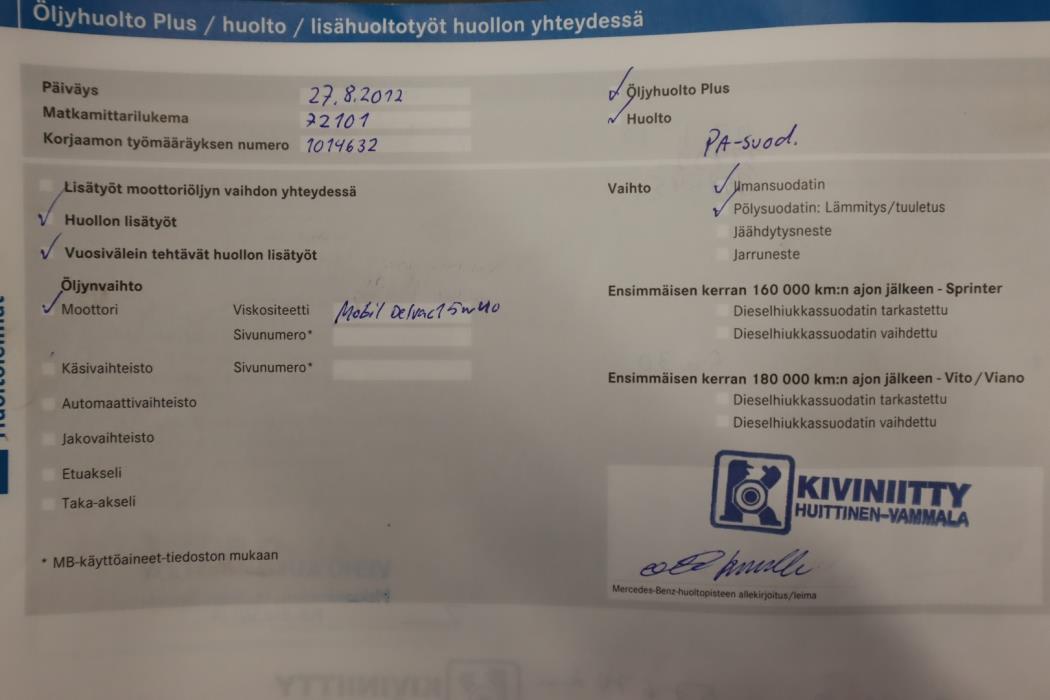 Öljyhuolto Plus / huolto / lisähuoltotyöt huollon yhteydessä
Päiväys 27.8.2012
Matkamittarilukema 72101
Korjaamon työmääräyksen numero 1014632
Öljyhuolto Plus
Huolto
PA-suod.
Lisätyöt moottoriöljyn vaihdon yhteydessä
Huollon lisätyöt
Vuosivälein tehtävät huollon lisätyöt
Öljynvaihto
Moottori Viskositeetti Mobil Delvac 15w40
Sivunumero*
Käsivaihteisto Sivunumero*
Automaattivaihteisto
Jakovaihteisto
Etuakseli
Taka-akseli
* MB-käyttöaineet-tiedoston mukaan
Vaihto Ilmansuodatin
Pölysuodatin: Lämmitys/tuuletus
Jäähdytysneste
Jarruneste
Ensimmäisen kerran 160 000 km:n ajon jälkeen - Sprinter
Dieselhiukkassuodatin tarkastettu
Dieselhiukkassuodatin vaihdettu
Ensimmäisen kerran 180 000 km:n ajon jälkeen - Vito / Viano
Dieselhiukkassuodatin tarkastettu
Dieselhiukkassuodatin vaihdettu
KIVINIITTY
HUITTINEN-VAMMALA
Mercedes-Benz-huoltopisteen allekirjoitus/leima